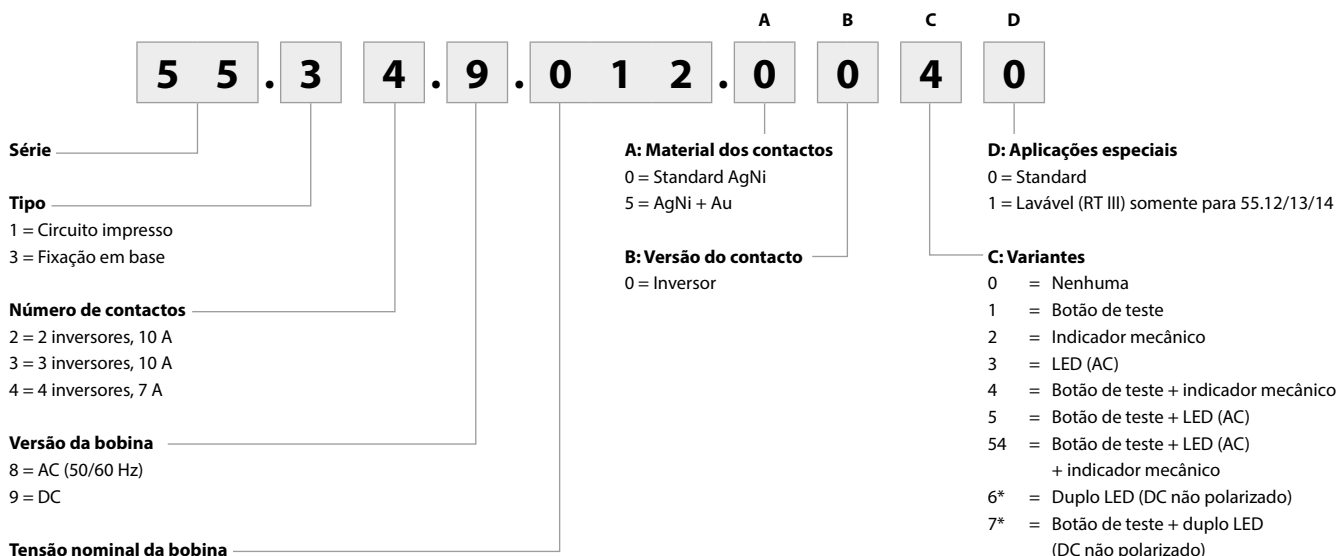 A B C D
5 5 . 3 4 . 9 . 0 1 2 . 0 0 4 0
Série
Tipo
1 = Circuito impresso
3 = Fixação em base
Número de contactos
2 = 2 inversores, 10 A
3 = 3 inversores, 10 A
4 = 4 inversores, 7 A
Versão da bobina
8 = AC (50/60 Hz)
9 = DC
Tensão nominal da bobina
A: Material dos contactos
0 = Standard AgNi
5 = AgNi + Au
B: Versão do contacto
0 = Inversor
D: Aplicações especiais
0 = Standard
1 = Lavável (RT III) somente para 55.12/13/14
C: Variantes
0 = Nenhuma
1 = Botão de teste
2 = Indicador mecânico
3 = LED (AC)
4 = Botão de teste + indicador mecânico
5 = Botão de teste + LED (AC)
54 = Botão de teste + LED (AC)
+ indicador mecânico
6* = Duplo LED (DC não polarizado)
7* = Botão de teste + duplo LED
(DC não polarizado)